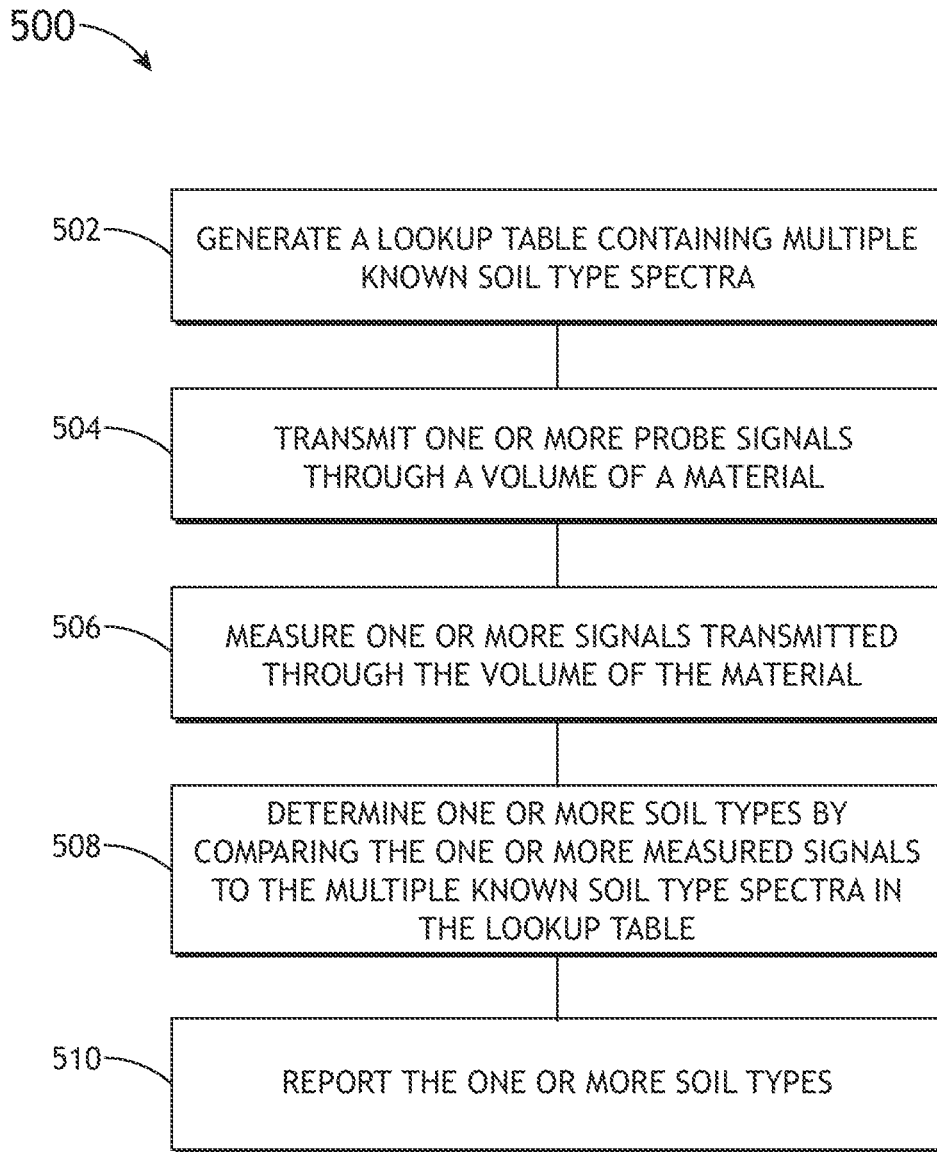 500
502
GENERATE A LOOKUP TABLE CONTAINING MULTIPLE
KNOWN SOIL TYPE SPECTRA
504
TRANSMIT ONE OR MORE PROBE SIGNALS
THROUGH A VOLUME OF A MATERIAL
506
MEASURE ONE OR MORE SIGNALS TRANSMITTED
THROUGH THE VOLUME OF THE MATERIAL
508
DETERMINE ONE OR MORE SOIL TYPES BY
COMPARING THE ONE OR MORE MEASURED SIGNALS
TO THE MULTIPLE KNOWN SOIL TYPE SPECTRA IN
THE LOOKUP TABLE
510
REPORT THE ONE OR MORE SOIL TYPES